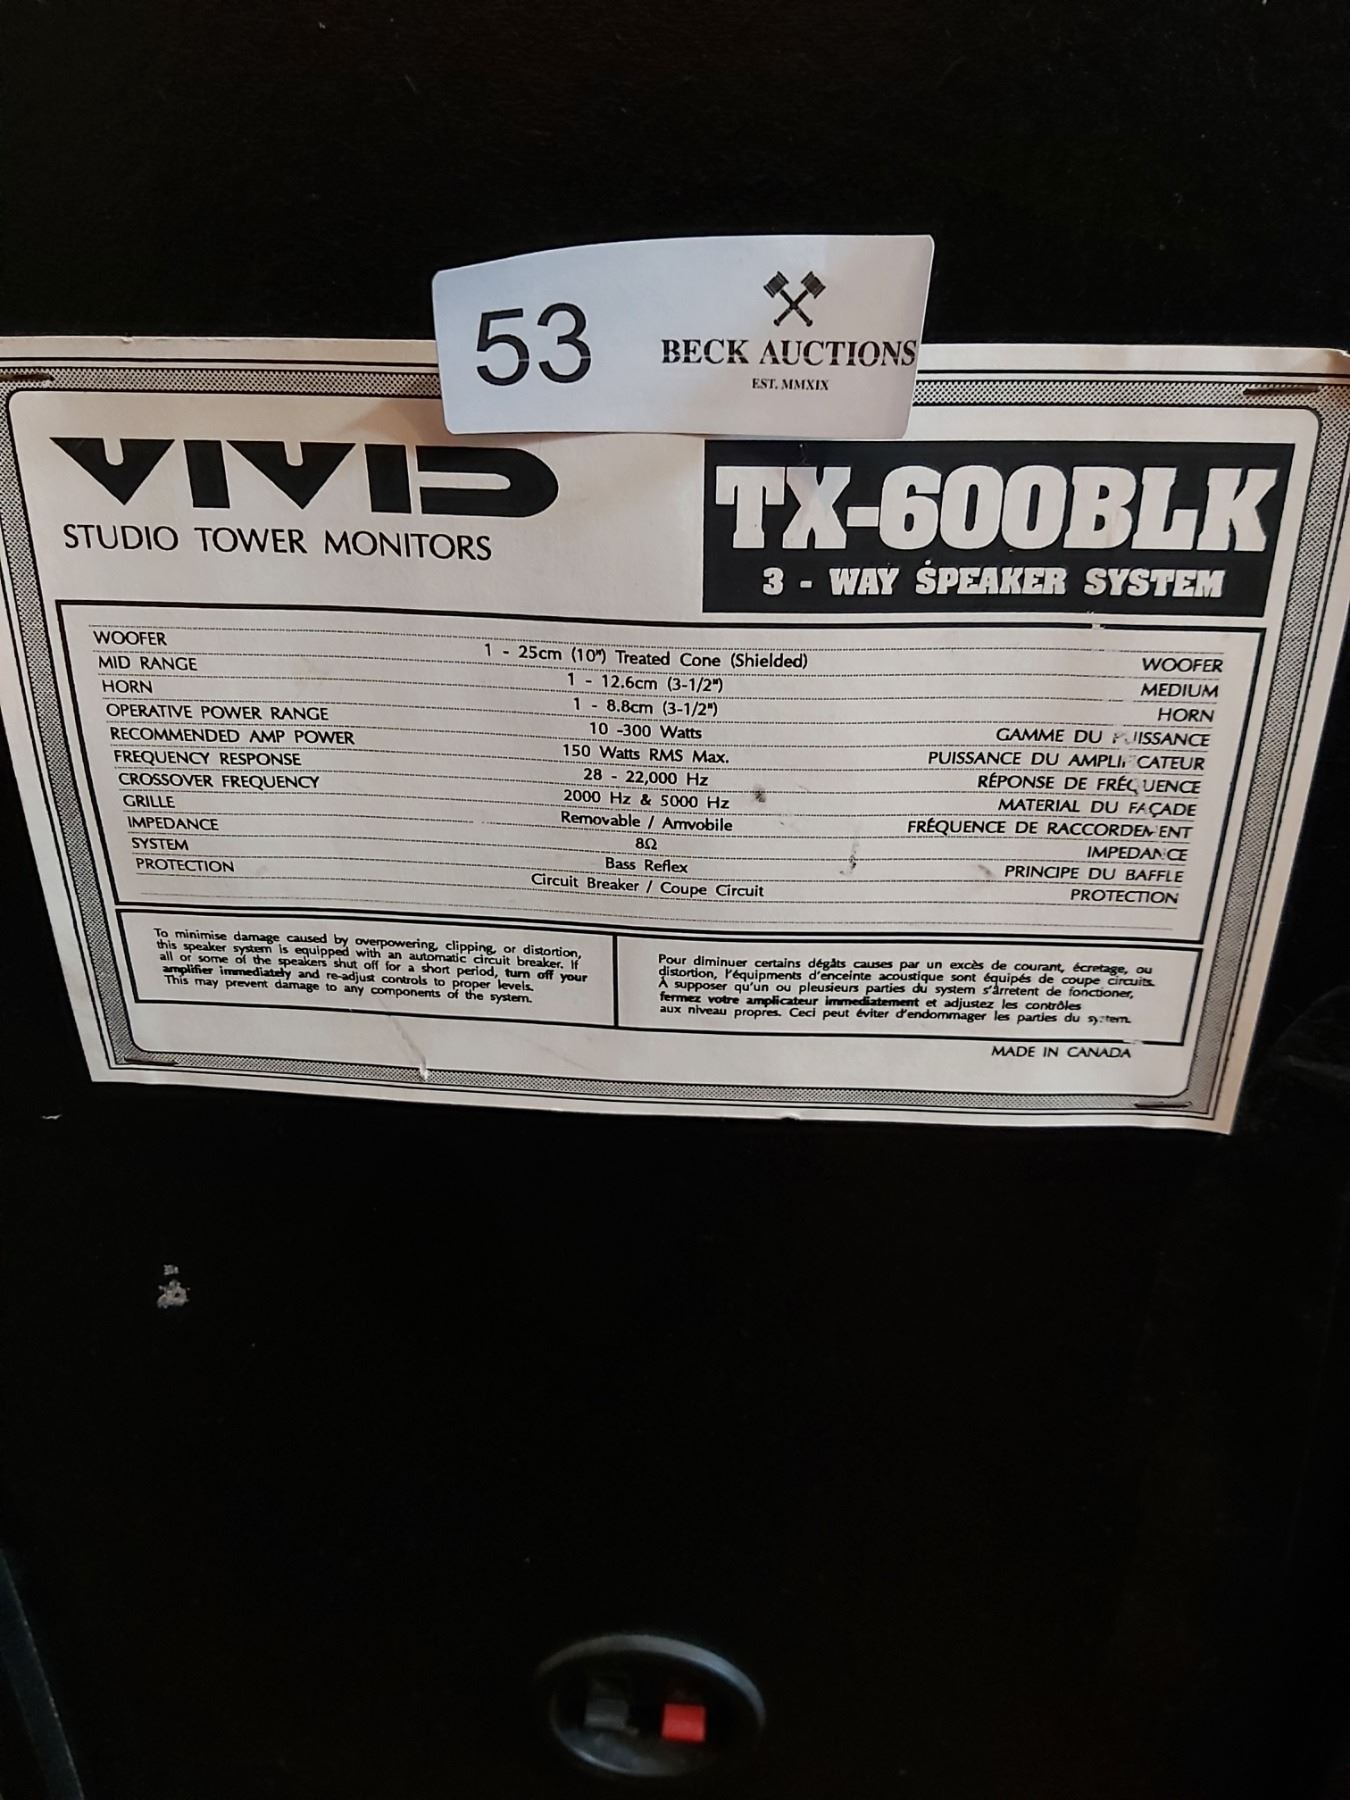 53
BECK AUCTIONS
EST. MMXIX
VIVID
STUDIO TOWER MONITORS
TX-600BLK
3 - WAY SPEAKER SYSTEM
WOOFER 1 - 25cm (10") Treated Cone (Shielded) WOOFER
MID RANGE 1 - 12.6cm (3-1/2") MEDIUM
HORN 1 - 8.8cm (3-1/2") HORN
OPERATIVE POWER RANGE 10 -300 Watts GAMME DU PUISSANCE
RECOMMENDED AMP POWER 150 Watts RMS Max. PUISSANCE DU AMPLIFICATEUR
FREQUENCY RESPONSE 28 - 22,000 Hz RÉPONSE DE FRÉQUENCE
CROSSOVER FREQUENCY 2000 Hz & 5000 Hz MATERIAL DU FAÇADE
GRILLE Removable / Amvobile FRÉQUENCE DE RACCORDEMENT
IMPEDANCE 8Ω IMPEDANCE
SYSTEM Bass Reflex PRINCIPE DU BAFFLE
PROTECTION Circuit Breaker / Coupe Circuit PROTECTION
To minimise damage caused by overpowering, clipping, or distortion,
this speaker system is equipped with an automatic circuit breaker. If
all or some of the speakers shut off for a short period, turn off your
amplifier immediately and re-adjust controls to proper levels.
This may prevent damage to any components of the system.
Pour diminuer certains dégâts causes par un excès de courant, écretage, ou
distortion, l'équipments d'enceinte acoustique sont équipés de coupe circuits.
À supposer qu'un ou pleusieurs parties du system s'ârretent de fonctioner,
fermez votre amplicateur immediatement et adjustez les contrôles
aux niveau propres. Ceci peut éviter d'endommager les parties du system.
MADE IN CANADA